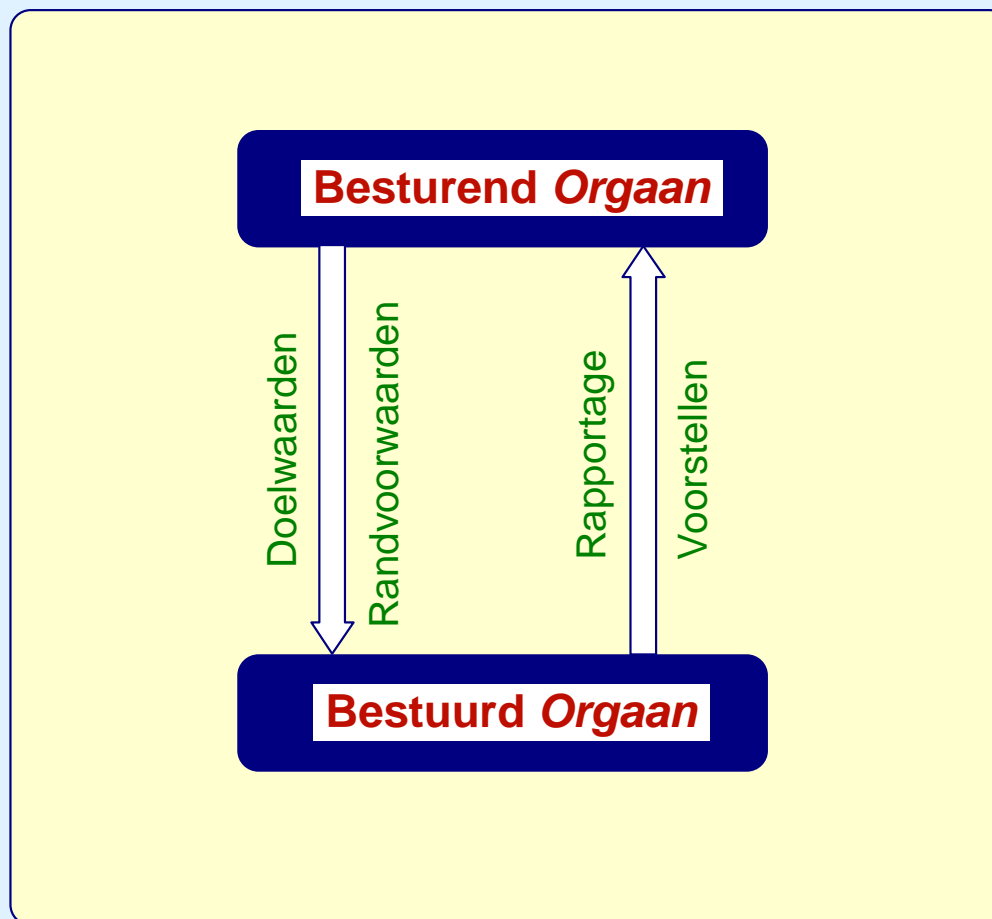 Besturend Orgaan
Doelwaarden
Randvoorwaarden
Rapportage
Voorstellen
Bestuurd Orgaan